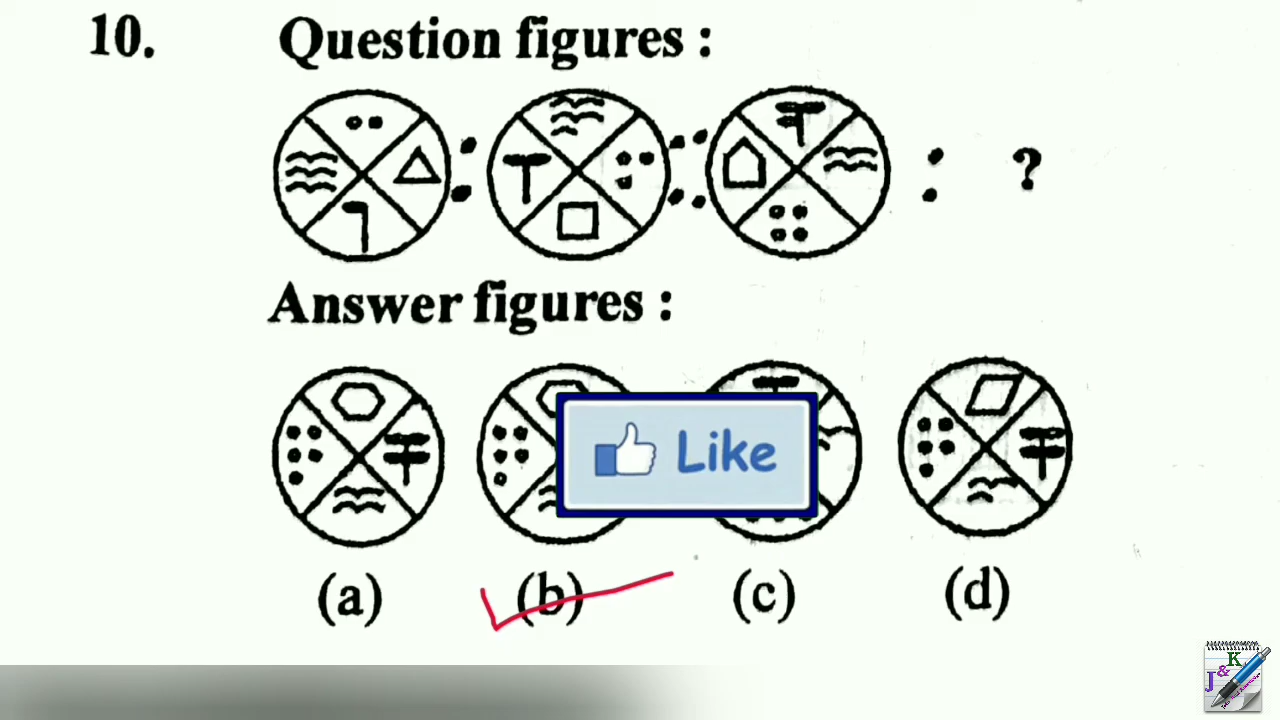 10. Question figures :
: :: : ?
Answer figures :
Like
(a) (b) (c) (d)
J&K